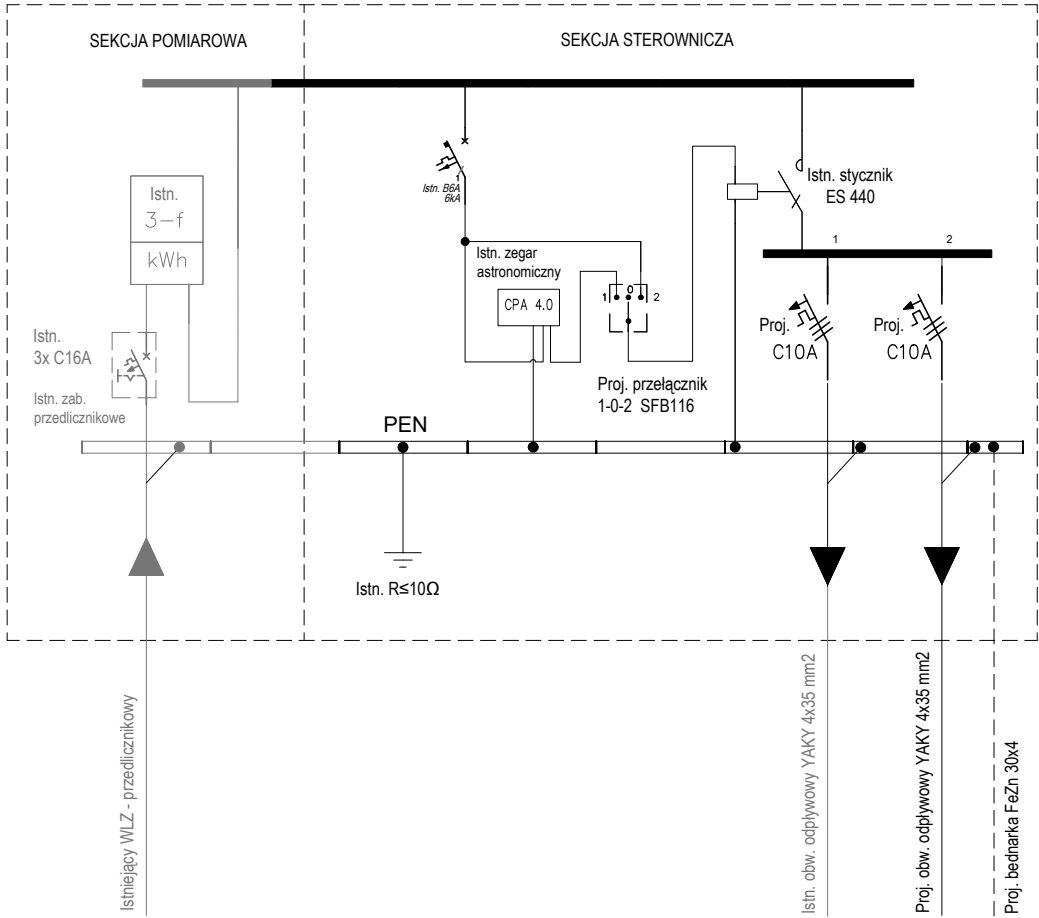 SEKCJA POMIAROWA
SEKCJA STEROWNICZA
Istn.
3-f
kWh
1
Istn. B6A
6kA
Istn. stycznik
ES 440
Istn. zegar
astronomiczny
CPA 4.0
1 0 2
1
2
Istn.
3x C16A
Istn. zab.
przedlicznikowe
Proj.
C10A
Proj.
C10A
Proj. przełącznik
1-0-2 SFB116
PEN
Istn. R≤10Ω
Istniejący WLZ - przedlicznikowy
Istn. obw. odpływowy YAKY 4x35 mm2
Proj. obw. odpływowy YAKY 4x35 mm2
Proj. bednarka FeZn 30x4